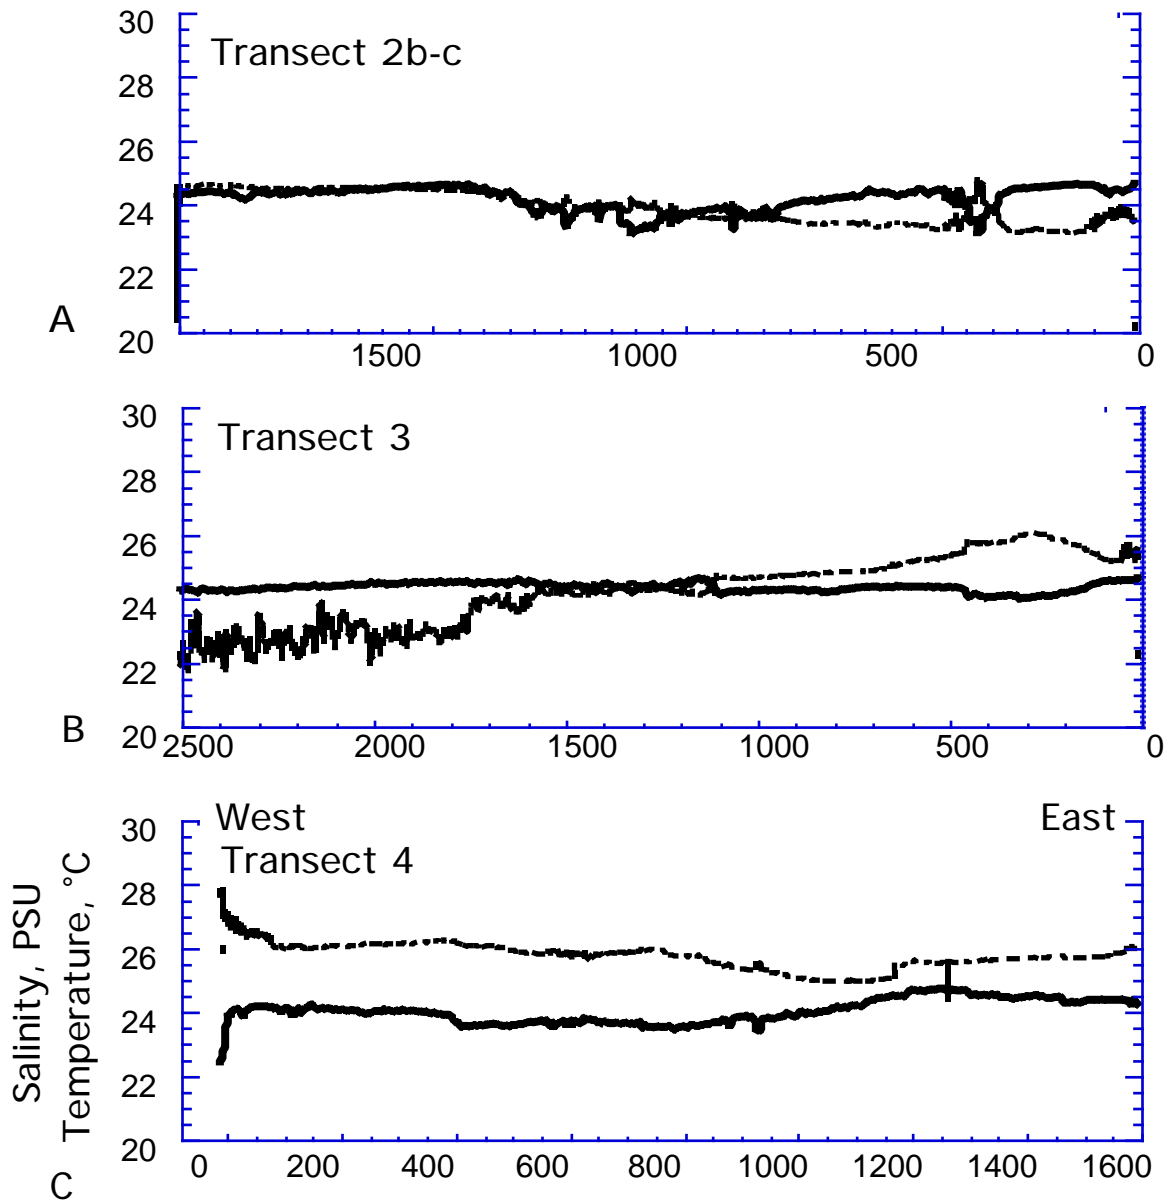 30
Transect 2b-c
28
26
24
22
A
20
1500 1000 500 0
30
Transect 3
28
26
24
22
B
20
2500 2000 1500 1000 500 0
West East
30
Transect 4
28
26
24
22
20
Salinity, PSU
Temperature, °C
0 200 400 600 800 1000 1200 1400 1600
C